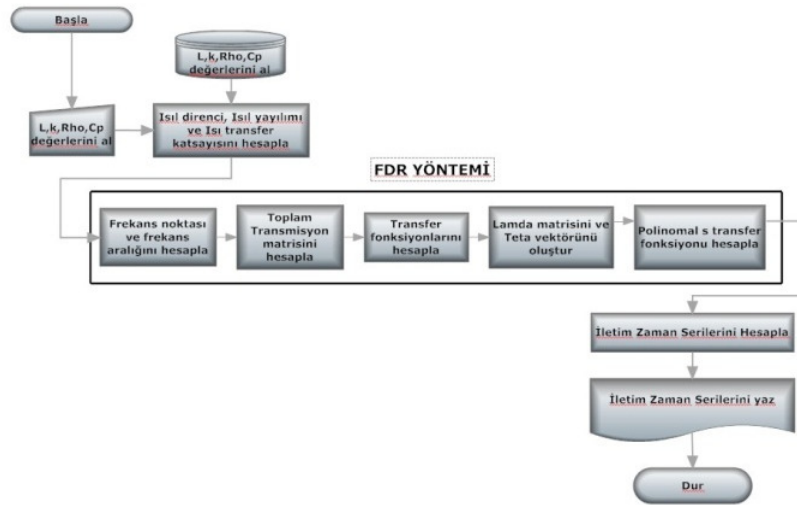 Başla
L,k,Rho,Cp
değerlerini al
L,k,Rho,Cp
değerlerini al
Isıl direnci, Isıl yayılımı
ve Isı transfer
katsayısını hesapla
FDR YÖNTEMİ
Frekans noktası
ve frekans
aralığını hesapla
Toplam
Transmisyon
matrisini
hesapla
Transfer
fonksiyonlarını
hesapla
Lamda matrisini ve
Teta vektörünü
oluştur
Polinomal s transfer
fonksiyonu hesapla
İletim Zaman Serilerini Hesapla
İletim Zaman Serilerini yaz
Dur